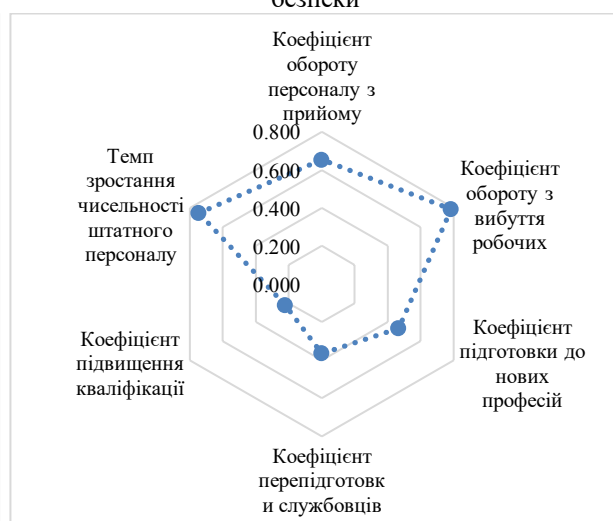 безпеки
Коефіцієнт
обороту
персоналу з
прийому
Коефіцієнт
обороту з
вибуття
робочих
Коефіцієнт
підготовки до
нових
професій
Коефіцієнт
перепідготовк
и службовців
Коефіцієнт
підвищення
кваліфікації
Темп
зростання
чисельності
штатного
персоналу
0.800
0.600
0.400
0.200
0.000